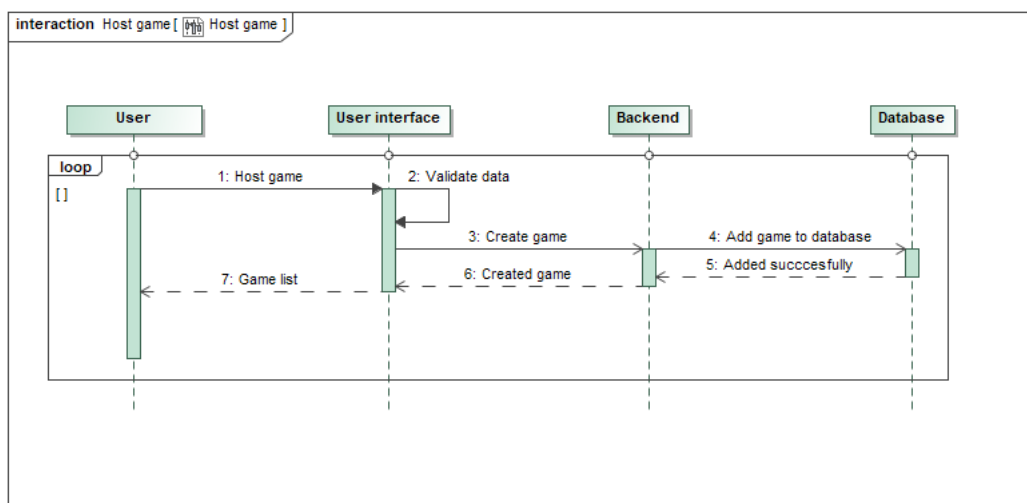 interaction Host game [ Host game ]
User
User interface
Backend
Database
loop
[ ]
1: Host game
2: Validate data
3: Create game
4: Add game to database
5: Added succcesfully
6: Created game
7: Game list